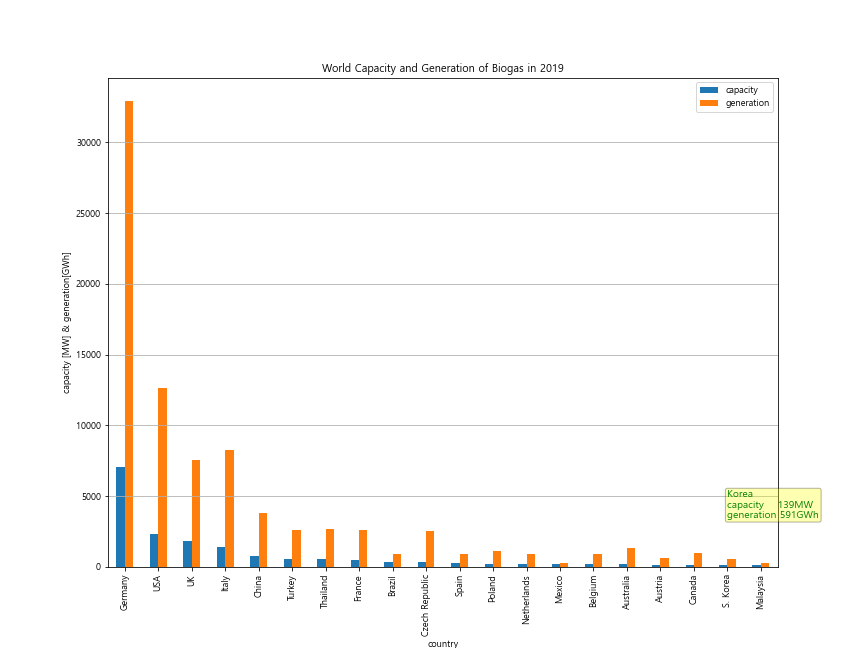 World Capacity and Generation of Biogas in 2019
capacity
generation
capacity [MW] & generation[GWh]
30000
25000
20000
15000
10000
5000
0
Korea
capacity 139MW
generation 591GWh
Germany
USA
UK
Italy
China
Turkey
Thailand
France
Brazil
Czech Republic
Spain
Poland
Netherlands
Mexico
Belgium
Australia
Austria
Canada
S. Korea
Malaysia
country